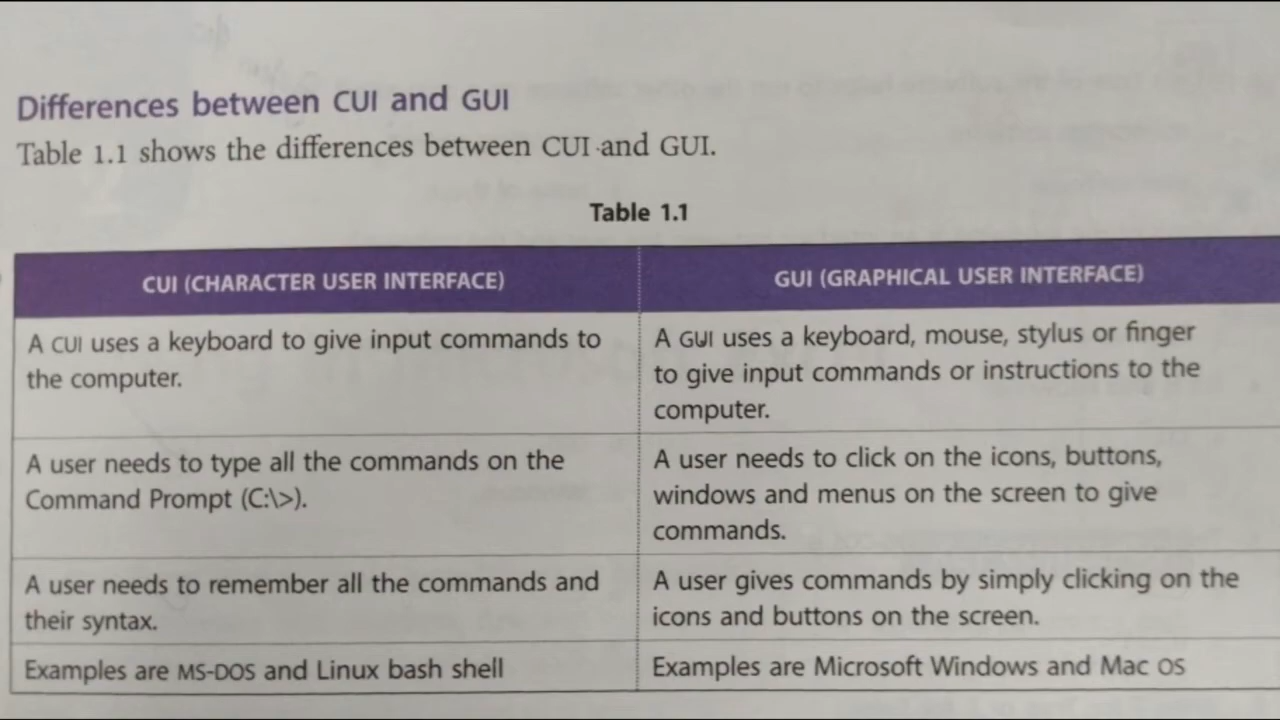 Differences between CUI and GUI
Table 1.1 shows the differences between CUI and GUI.
Table 1.1
CUI (CHARACTER USER INTERFACE)
GUI (GRAPHICAL USER INTERFACE)
A CUI uses a keyboard to give input commands to
the computer.
A GUI uses a keyboard, mouse, stylus or finger
to give input commands or instructions to the
computer.
A user needs to type all the commands on the
Command Prompt (C:\>).
A user needs to click on the icons, buttons,
windows and menus on the screen to give
commands.
A user needs to remember all the commands and
their syntax.
A user gives commands by simply clicking on the
icons and buttons on the screen.
Examples are MS-DOS and Linux bash shell
Examples are Microsoft Windows and Mac OS